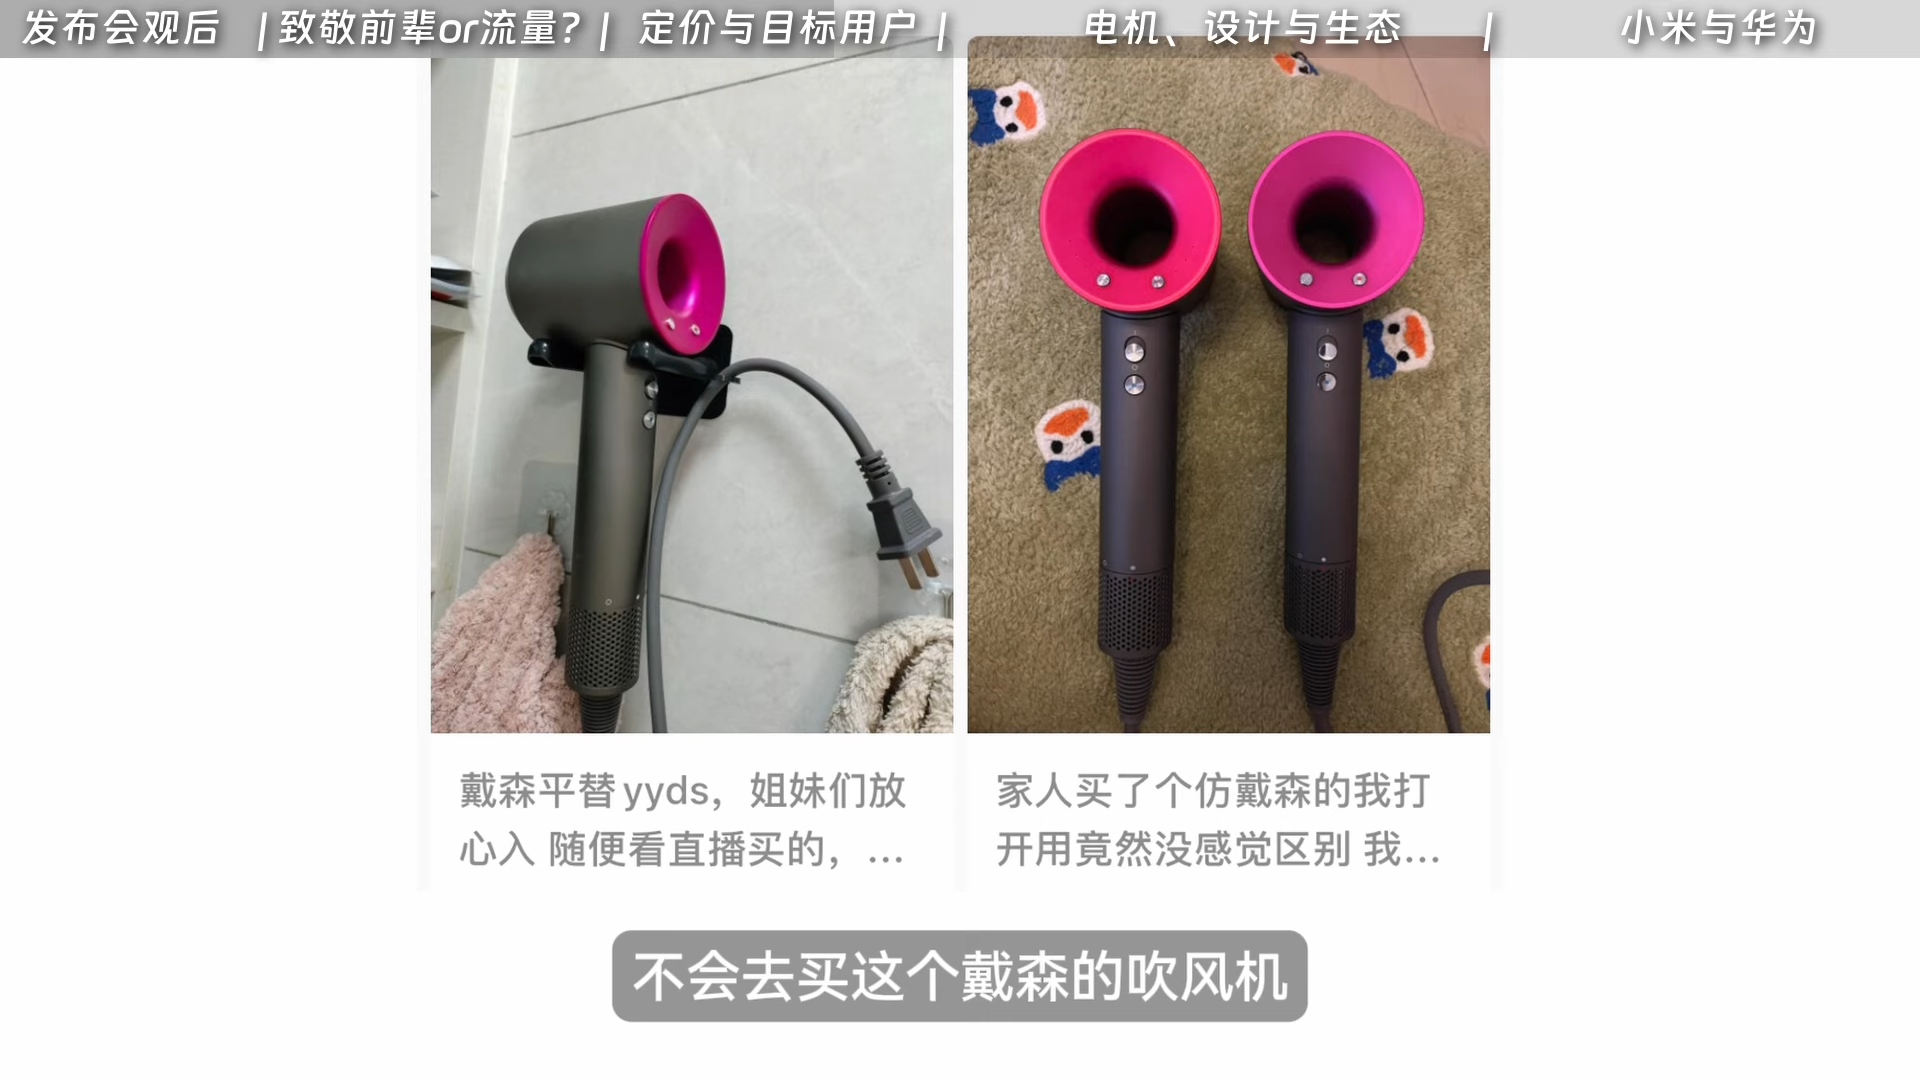 发布会观后 | 致敬前辈or流量? | 定价与目标用户 | 电机、设计与生态 | 小米与华为
戴森平替yyds，姐妹们放
心入 随便看直播买的，...
家人买了个仿戴森的我打
开用竟然没感觉区别 我...
不会去买这个戴森的吹风机